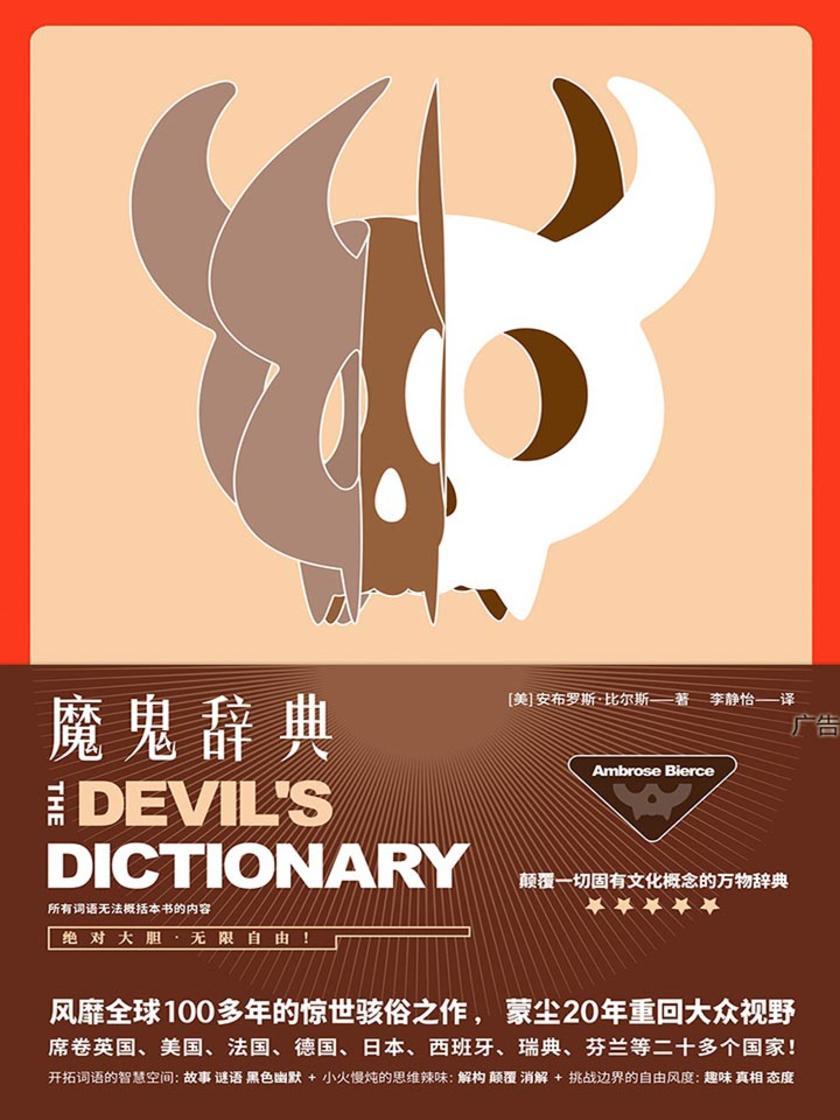 魔鬼辞典
[美]安布罗斯·比尔斯——著 李静怡——译
广告
THE DEVIL'S
DICTIONARY
Ambrose Bierce
所有词语无法概括本书的内容
绝对大胆·无限自由！
颠覆一切固有文化概念的万物辞典
风靡全球100多年的惊世骇俗之作，蒙尘20年重回大众视野
席卷英国、美国、法国、德国、日本、西班牙、瑞典、芬兰等二十多个国家！
开拓词语的智慧空间：故事 谜语 黑色幽默 + 小火慢炖的思维辣味：解构 颠覆 消解 + 挑战边界的自由风度：趣味 真相 态度